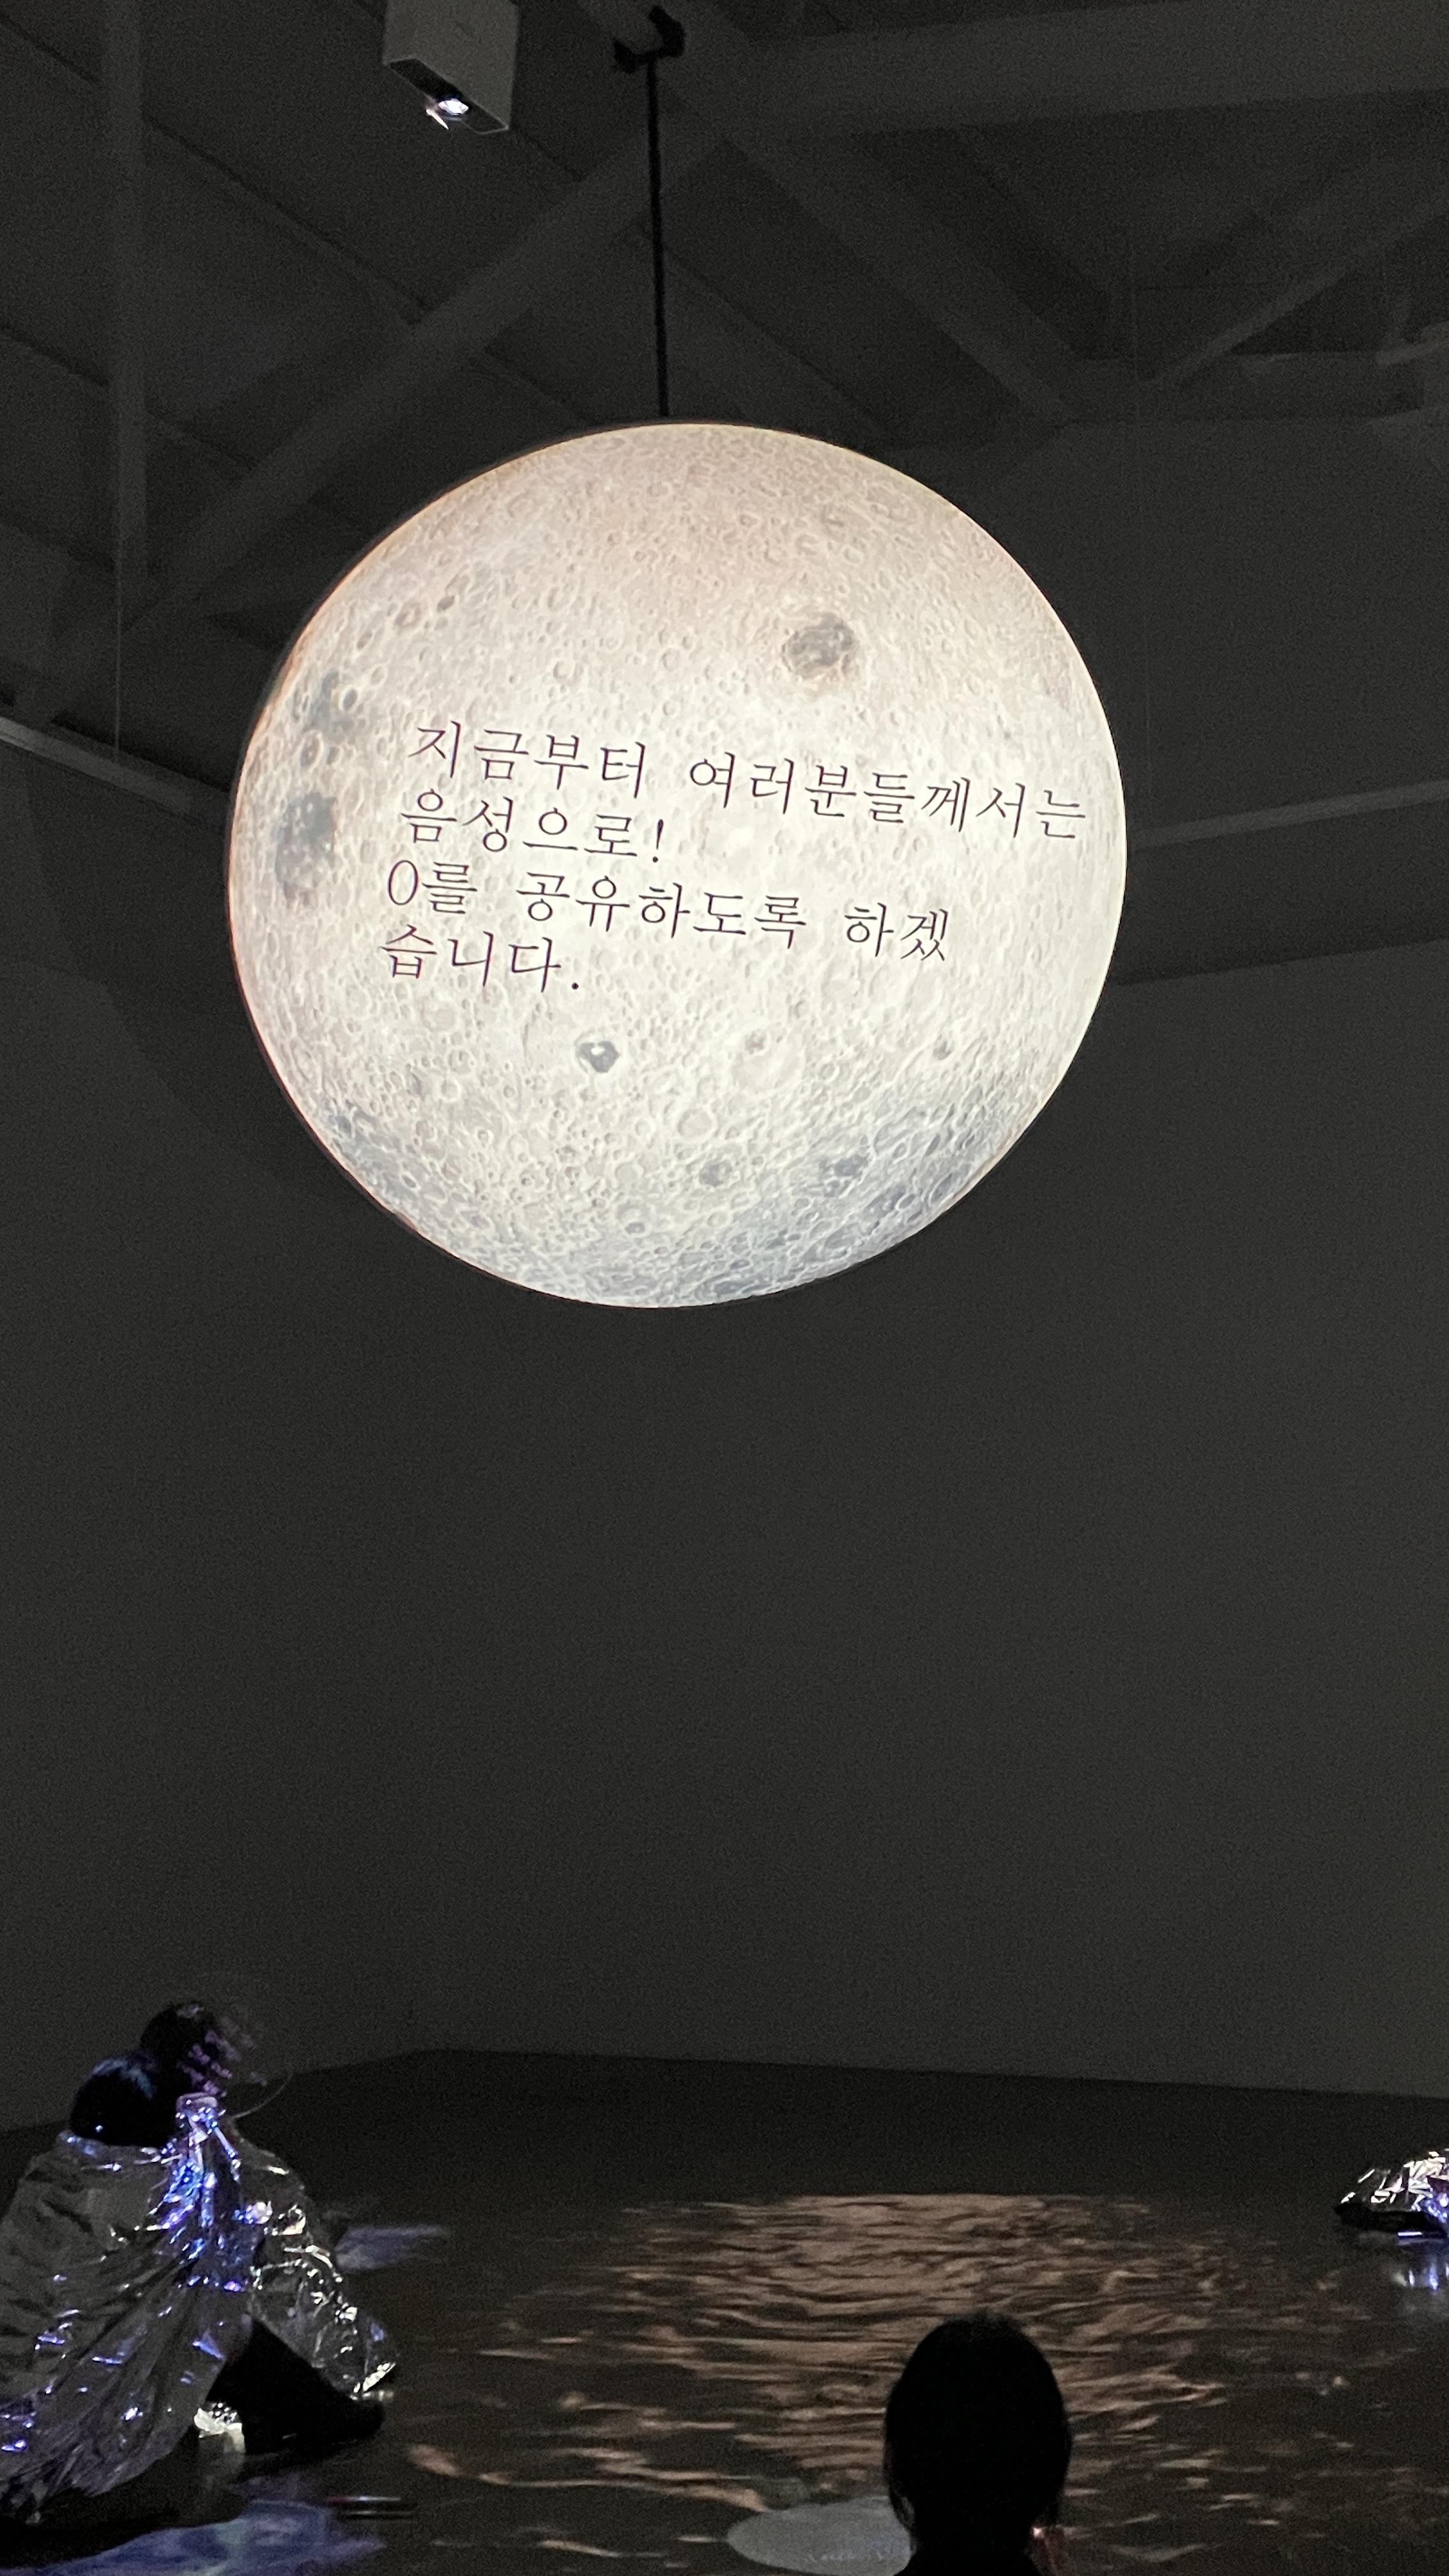 지금부터 여러분들께서는
음성으로!
0를 공유하도록 하겠
습니다.